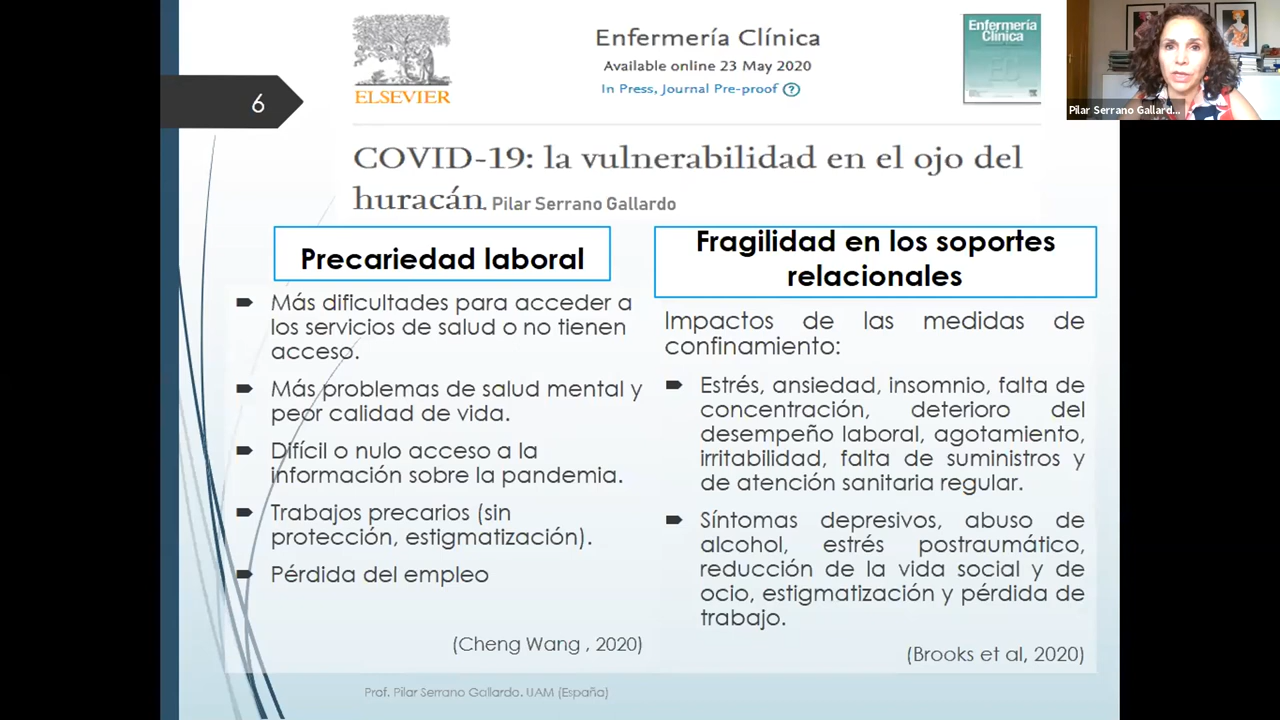 6
ELSEVIER
Enfermería Clínica
Available online 23 May 2020
In Press, Journal Pre-proof ?
Enfermería
Clínica
Pilar Serrano Gallard...
COVID-19: la vulnerabilidad en el ojo del
huracán. Pilar Serrano Gallardo
Precariedad laboral
Más dificultades para acceder a
los servicios de salud o no tienen
acceso.
Más problemas de salud mental y
peor calidad de vida.
Difícil o nulo acceso a la
información sobre la pandemia.
Trabajos precarios (sin
protección, estigmatización).
Pérdida del empleo
(Cheng Wang , 2020)
Fragilidad en los soportes
relacionales
Impactos de las medidas de
confinamiento:
Estrés, ansiedad, insomnio, falta de
concentración, deterioro del
desempeño laboral, agotamiento,
irritabilidad, falta de suministros y
de atención sanitaria regular.
Síntomas depresivos, abuso de
alcohol, estrés postraumático,
reducción de la vida social y de
ocio, estigmatización y pérdida de
trabajo.
(Brooks et al, 2020)
Prof. Pilar Serrano Gallardo. UAM (España)